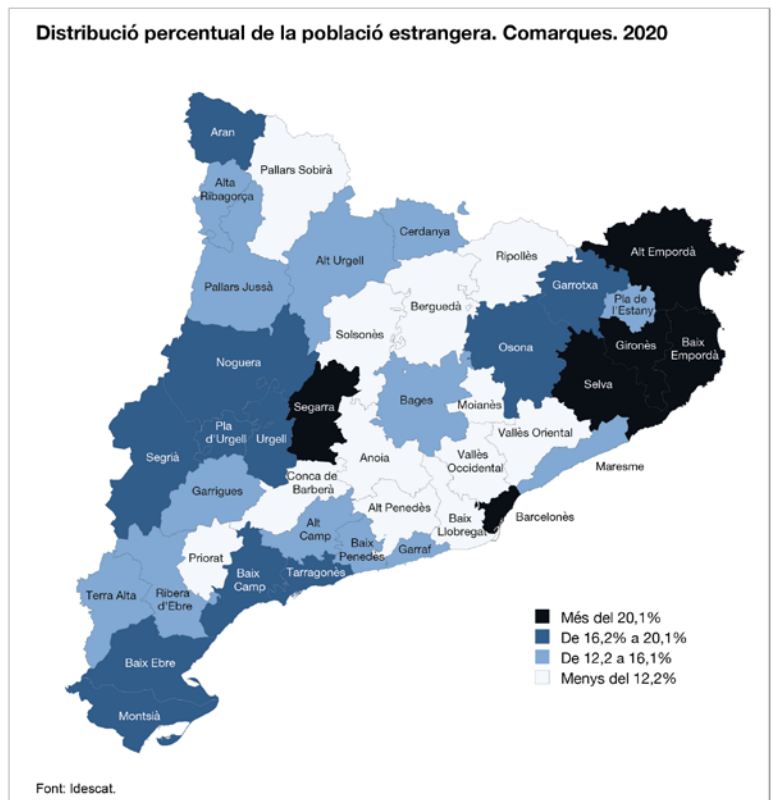 Distribució percentual de la població estrangera. Comarques. 2020
Aran
Pallars Sobirà
Alta
Ribagorça
Cerdanya
Alt Urgell
Ripollès
Alt Empordà
Garrotxa
Pallars Jussà
Berguedà
Pla de
l'Estany
Solsonès
Osona
Gironès
Baix
Empordà
Noguera
Selva
Segarra
Bages
Moianès
Pla
d'Urgell
Urgell
Vallès Oriental
Segrià
Anoia
Vallès
Occidental
Maresme
Conca de
Barberà
Garrigues
Alt Penedès
Baix
Llobregat
Barcelonès
Alt
Camp
Baix
Penedès
Garraf
Priorat
Baix
Camp
Tarragonès
Terra Alta
Ribera
d'Ebre
Baix Ebre
Montsià
Més del 20,1%
De 16,2% a 20,1%
De 12,2 a 16,1%
Menys del 12,2%
Font: Idescat.